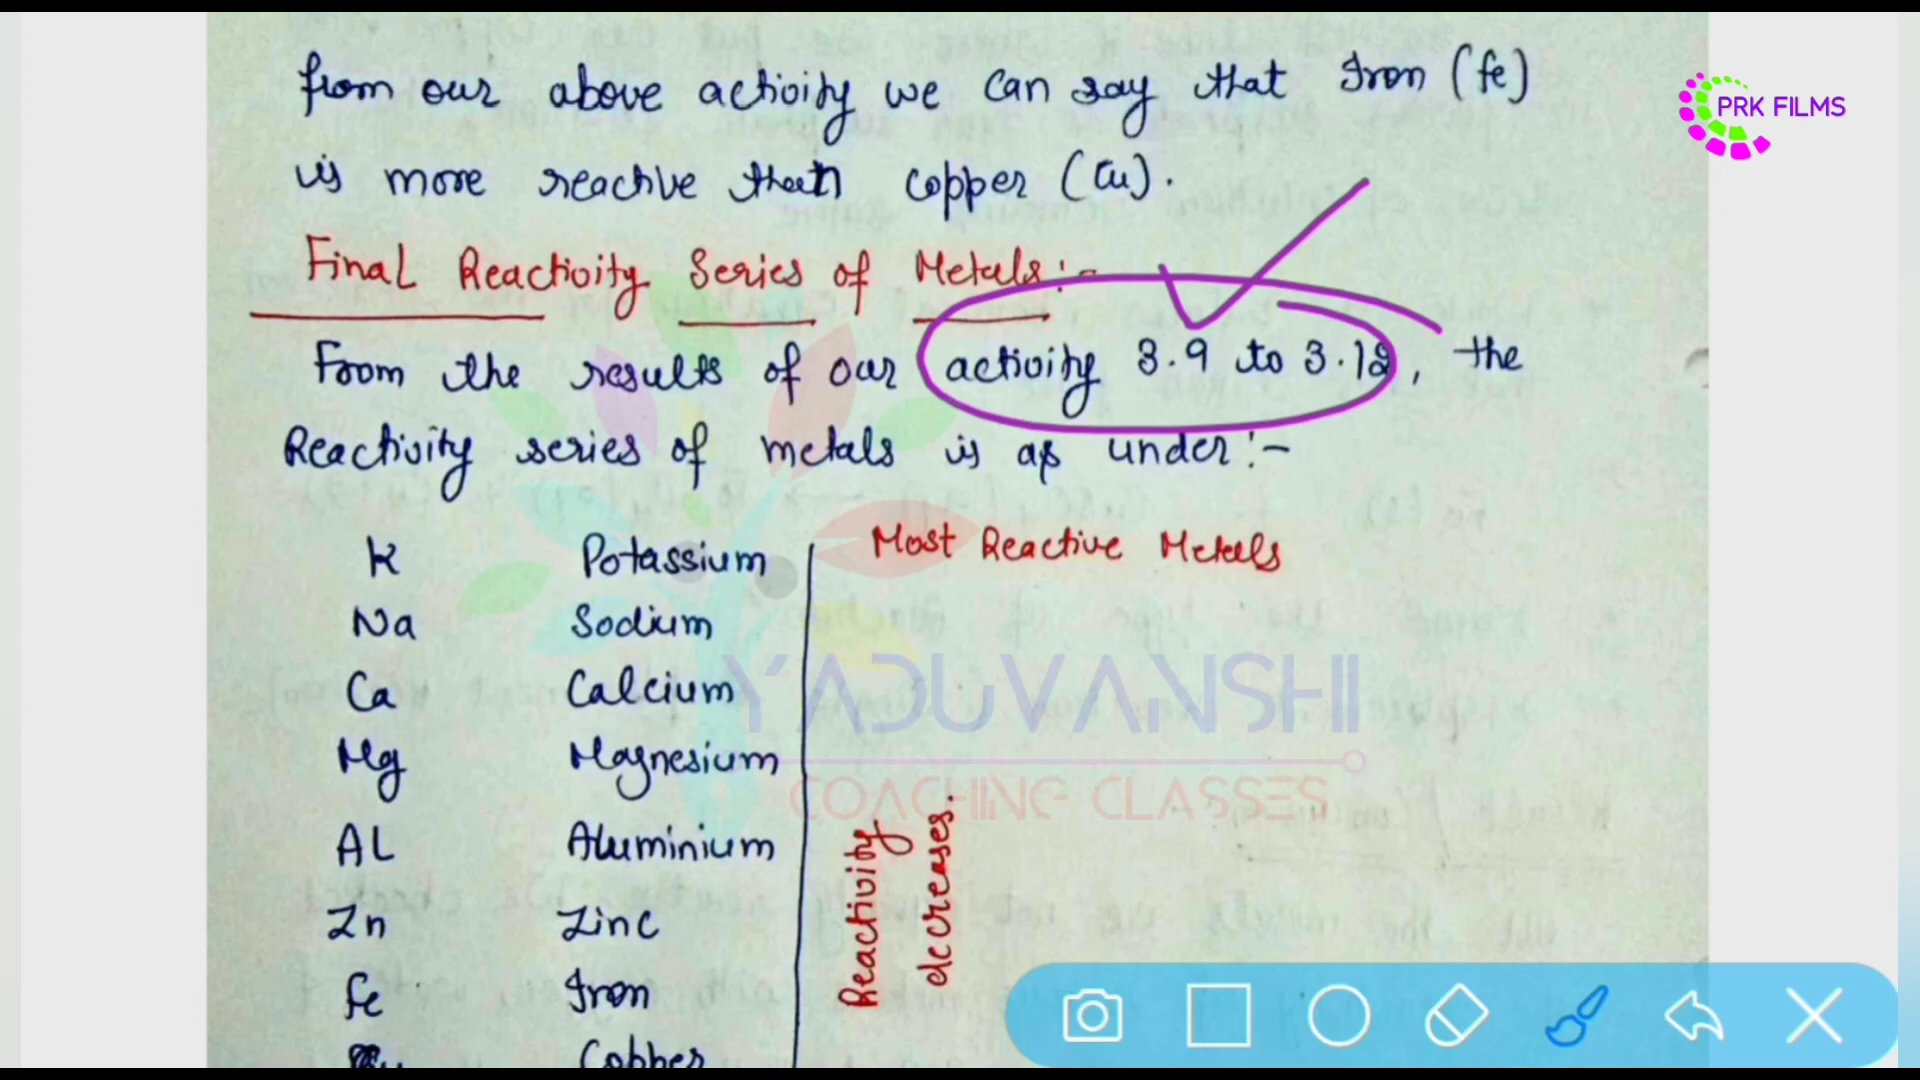 from our above activity we can say that Iron (fe)
is more reactive than copper (Cu).
Final Reactivity Series of Metals:-
From the results of our activity 3.9 to 3.12, the
Reactivity series of metals is as under:-
K Potassium Most Reactive Metals
Na Sodium
Ca Calcium
Mg Magnesium
AL Aluminium
Zn Zinc
fe Iron
Copper
Reactivity
decreases.
PRK FILMS
YADUVANSHI
COACHING CLASSES